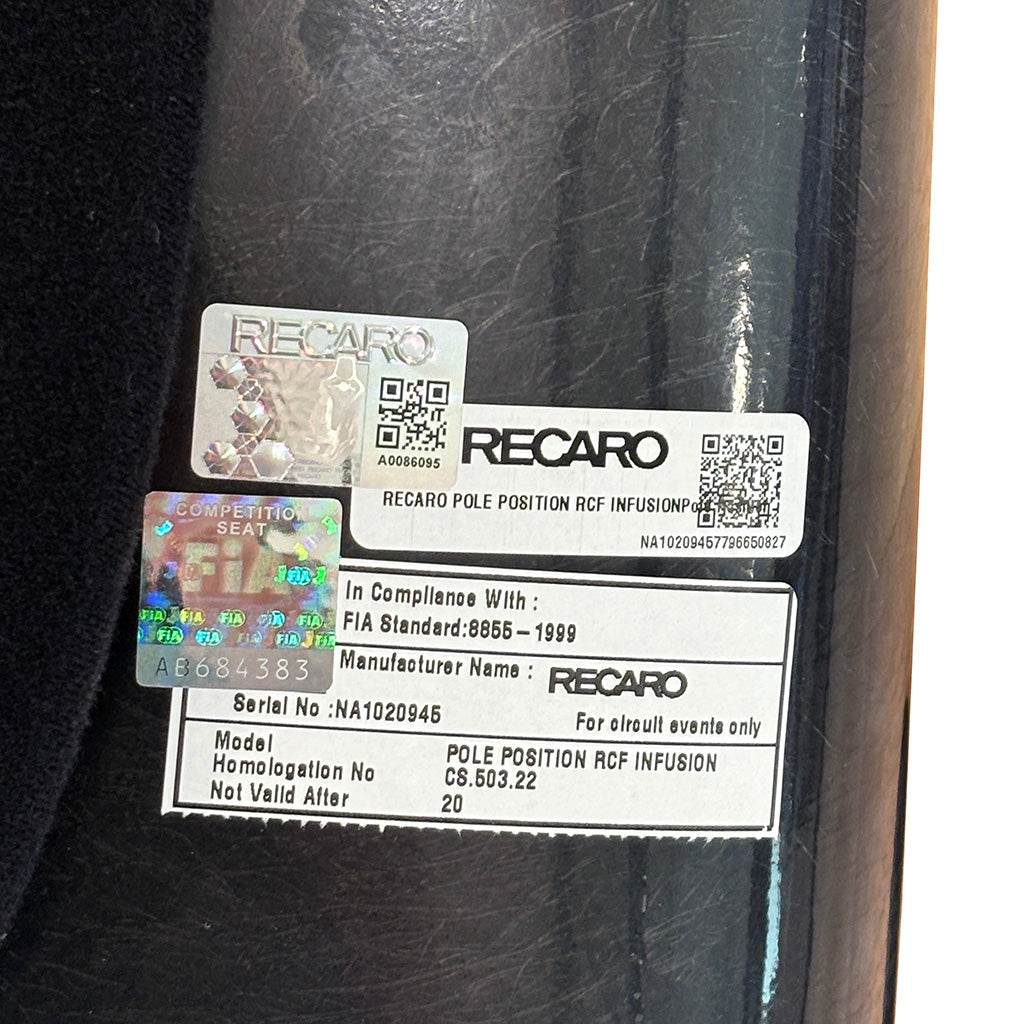 RECARO
A0086095
RECARO
RECARO POLE POSITION RCF INFUSION
NA10209457796650827
COMPETITION
SEAT
FIA
AB684383
In Compliance With :
FIA Standard:8855-1999
Manufacturer Name : RECARO
Serial No :NA1020945
For circuit events only
Model POLE POSITION RCF INFUSION
Homologation No CS.503.22
Not Valid After 20